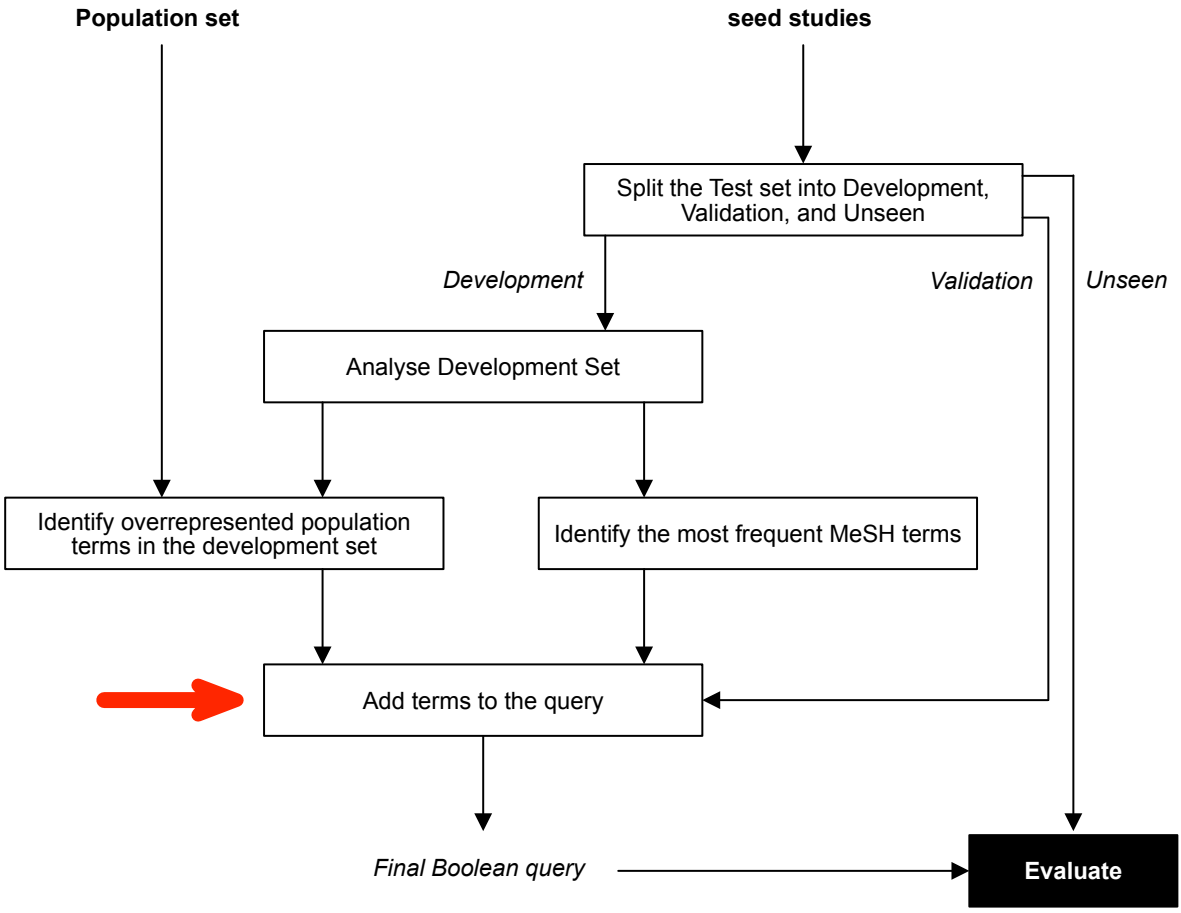 Population set
seed studies
Split the Test set into Development,
Validation, and Unseen
Development
Validation
Unseen
Analyse Development Set
Identify overrepresented population
terms in the development set
Identify the most frequent MeSH terms
Add terms to the query
Final Boolean query
Evaluate